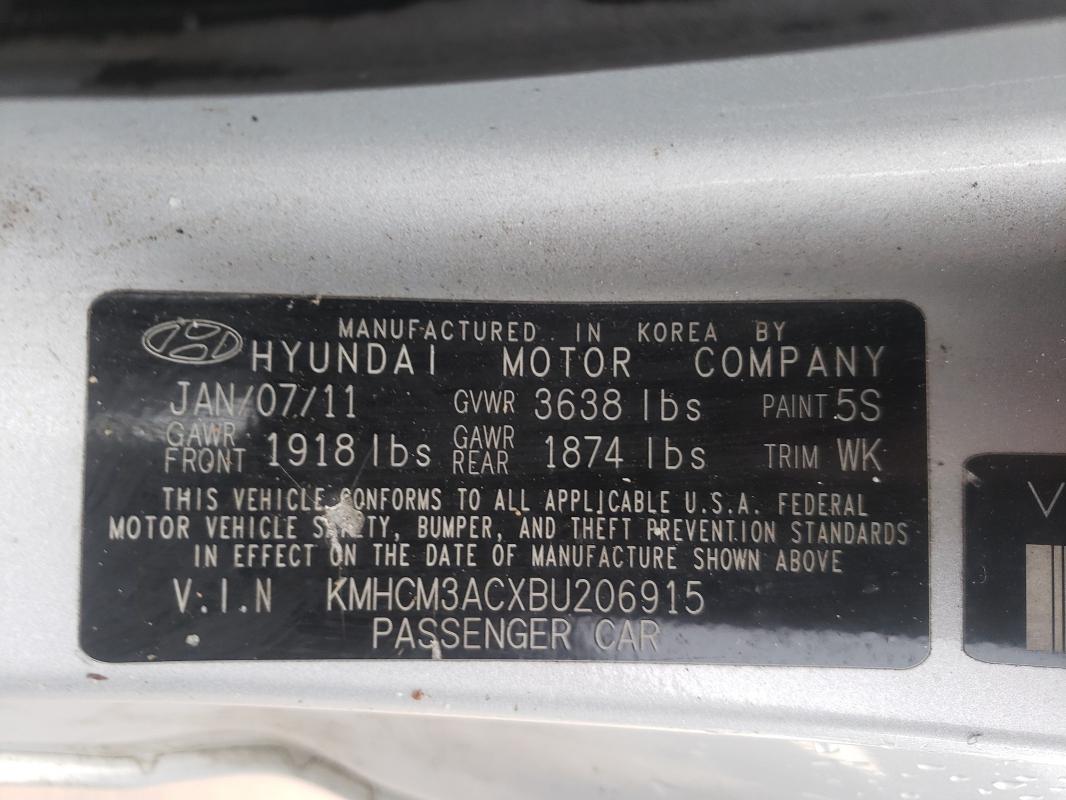 MANUFACTURED IN KOREA BY
HYUNDAI MOTOR COMPANY
JAN/07/11 GVWR 3638 lbs PAINT 5S
GAWR FRONT 1918 lbs GAWR REAR 1874 lbs TRIM WK
THIS VEHICLE CONFORMS TO ALL APPLICABLE U.S.A. FEDERAL
MOTOR VEHICLE SAFETY, BUMPER, AND THEFT PREVENTION STANDARDS
IN EFFECT ON THE DATE OF MANUFACTURE SHOWN ABOVE
V.I.N KMHCM3ACXBU206915
PASSENGER CAR
V